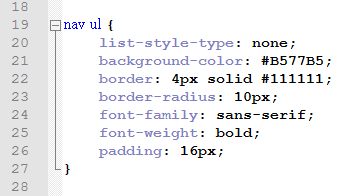 18
19 nav ul {
20 list-style-type: none;
21 background-color: #B577B5;
22 border: 4px solid #111111;
23 border-radius: 10px;
24 font-family: sans-serif;
25 font-weight: bold;
26 padding: 16px;
27 }
28